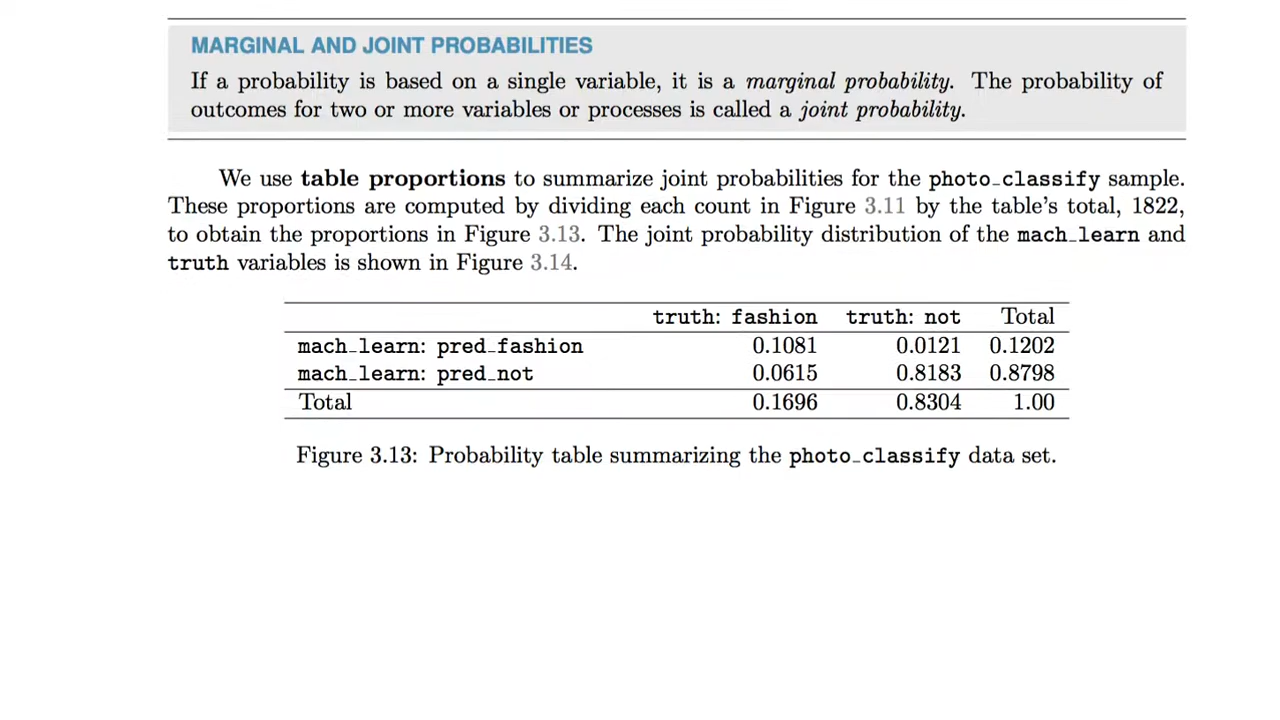 MARGINAL AND JOINT PROBABILITIES
If a probability is based on a single variable, it is a marginal probability. The probability of
outcomes for two or more variables or processes is called a joint probability.
We use table proportions to summarize joint probabilities for the photo_classify sample.
These proportions are computed by dividing each count in Figure 3.11 by the table's total, 1822,
to obtain the proportions in Figure 3.13. The joint probability distribution of the mach_learn and
truth variables is shown in Figure 3.14.
truth: fashion truth: not Total
mach_learn: pred_fashion 0.1081 0.0121 0.1202
mach_learn: pred_not 0.0615 0.8183 0.8798
Total 0.1696 0.8304 1.00
Figure 3.13: Probability table summarizing the photo_classify data set.